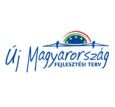 Új Magyarország
FEJLESZTÉSI TERV